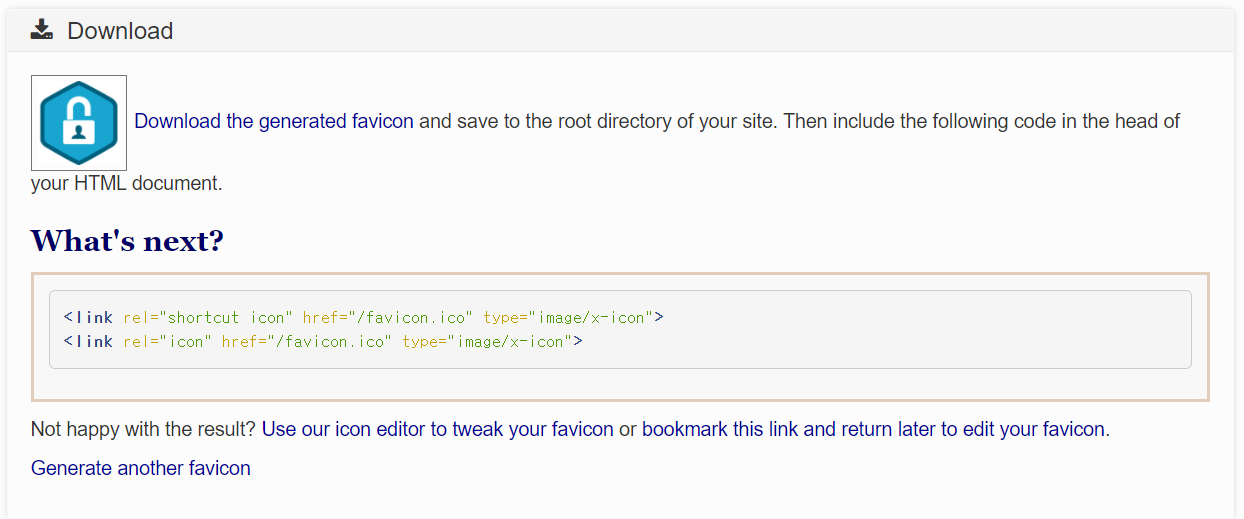 Download
Download the generated favicon and save to the root directory of your site. Then include the following code in the head of
your HTML document.
What's next?
<link rel="shortcut icon" href="/favicon.ico" type="image/x-icon">
<link rel="icon" href="/favicon.ico" type="image/x-icon">
Not happy with the result? Use our icon editor to tweak your favicon or bookmark this link and return later to edit your favicon.
Generate another favicon